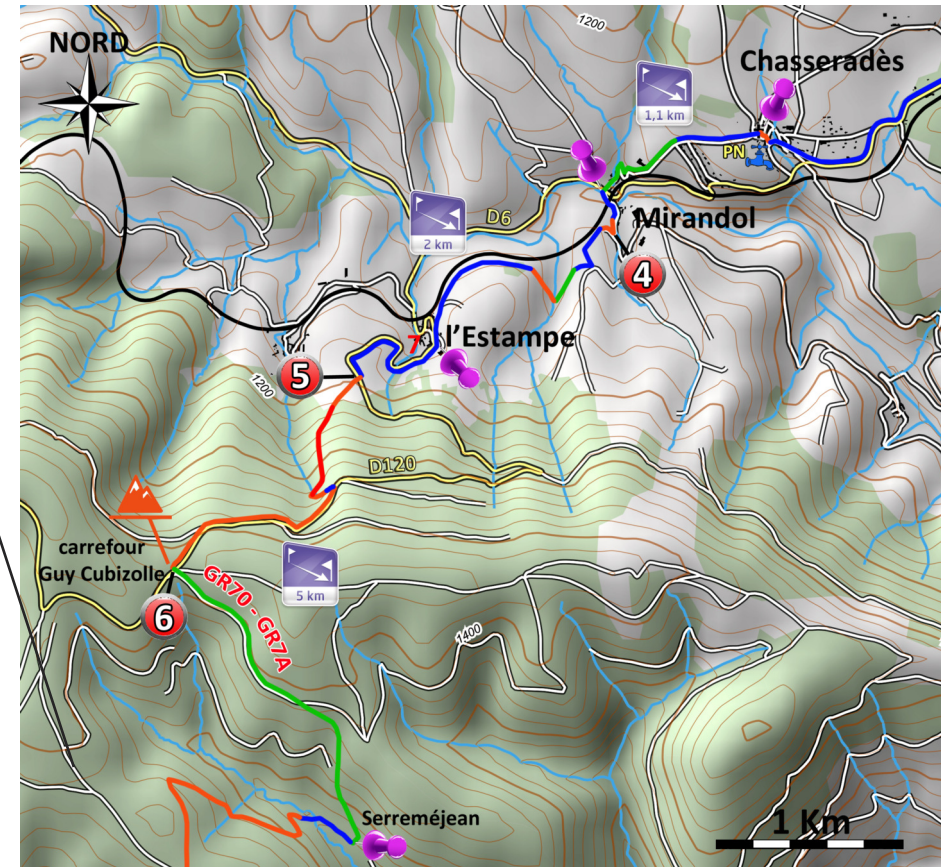 1200
NORD
Chasseradès
1,1 km
PN
D6
Mirandol
2 km
4
l'Estampe
7
5
1200
D120
carrefour
Guy Cubizolle
5 km
GR70 - GR7A
6
1400
Serreméjean
1 Km